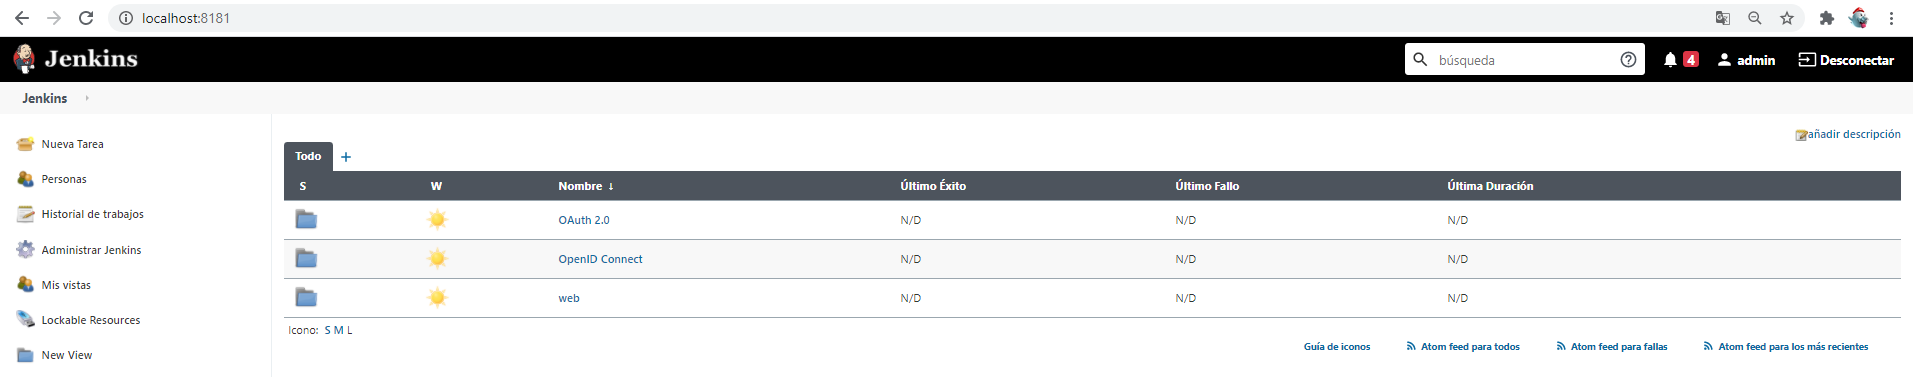 localhost:8181
Jenkins
búsqueda
4
admin
Desconectar
Jenkins
Nueva Tarea
Personas
Historial de trabajos
Administrar Jenkins
Mis vistas
Lockable Resources
New View
añadir descripción
Todo +
S W Nombre ↓ Último Éxito Último Fallo Última Duración
OAuth 2.0 N/D N/D N/D
OpenID Connect N/D N/D N/D
web N/D N/D N/D
Icono: S M L
Guía de iconos Atom feed para todos Atom feed para fallas Atom feed para los más recientes